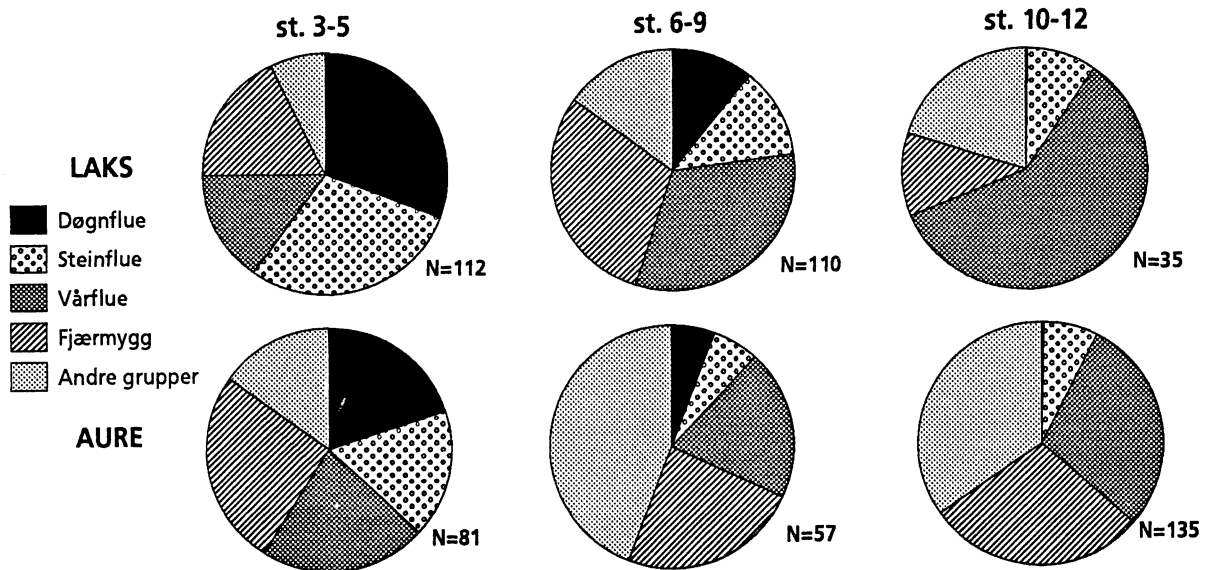 st. 3-5
st. 6-9
st. 10-12
LAKS
Døgnflue
Steinflue
Vårflue
Fjærmygg
Andre grupper
N=112
N=110
N=35
AURE
N=81
N=57
N=135